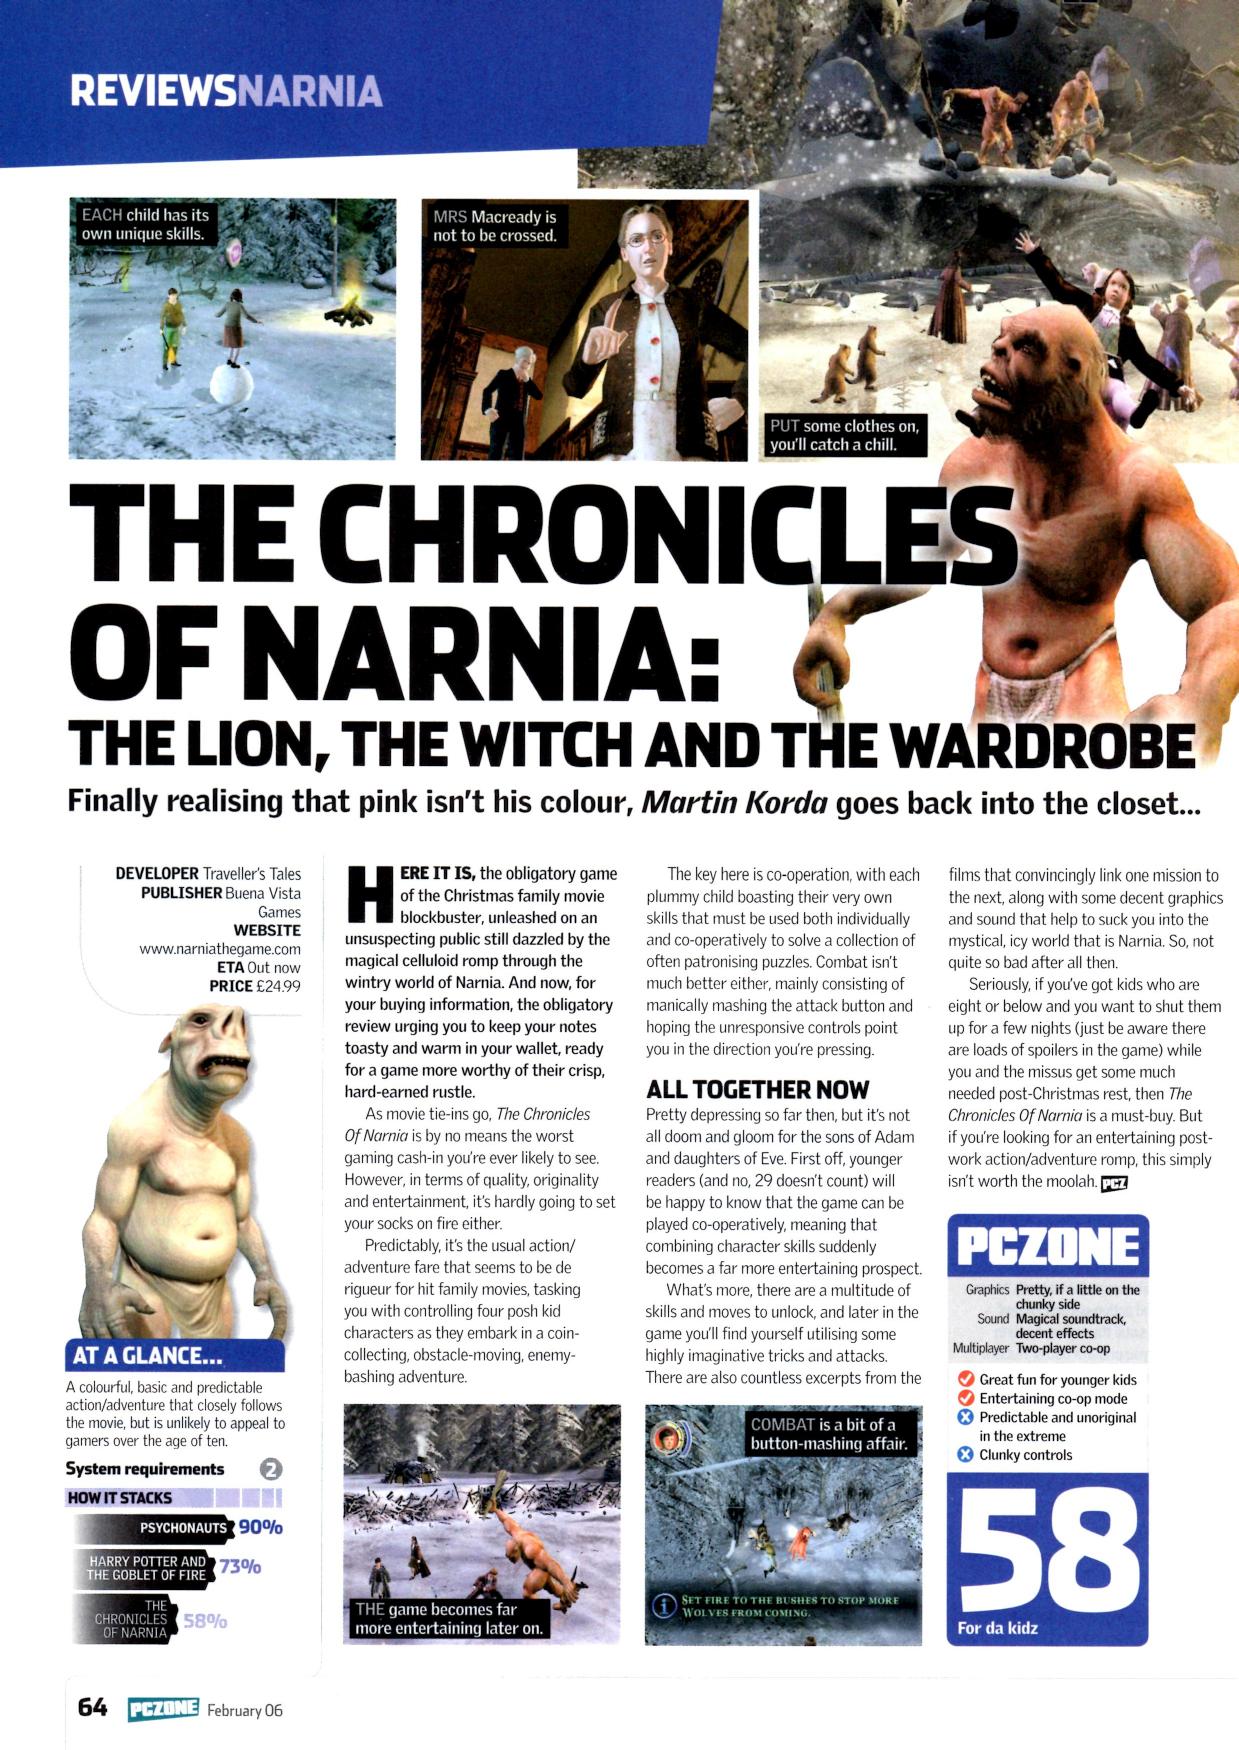 REVIEWSNARNIA
EACH child has its
own unique skills.
MRS Macready is
not to be crossed.
PUT some clothes on,
you'll catch a chill.
THE CHRONICLES
OF NARNIA:
THE LION, THE WITCH AND THE WARDROBE
Finally realising that pink isn't his colour, Martin Korda goes back into the closet...
DEVELOPER Traveller's Tales
PUBLISHER Buena Vista
Games
WEBSITE
www.narniathegame.com
ETA Out now
PRICE £24.99
AT A GLANCE...
A colourful, basic and predictable
action/adventure that closely follows
the movie, but is unlikely to appeal to
gamers over the age of ten.
System requirements 2
HOW IT STACKS
PSYCHONAUTS 90%
HARRY POTTER AND
THE GOBLET OF FIRE 73%
THE
CHRONICLES
OF NARNIA 58%
HERE IT IS, the obligatory game
of the Christmas family movie
blockbuster, unleashed on an
unsuspecting public still dazzled by the
magical celluloid romp through the
wintry world of Narnia. And now, for
your buying information, the obligatory
review urging you to keep your notes
toasty and warm in your wallet, ready
for a game more worthy of their crisp,
hard-earned rustle.
As movie tie-ins go, The Chronicles
Of Narnia is by no means the worst
gaming cash-in you're ever likely to see.
However, in terms of quality, originality
and entertainment, it's hardly going to set
your socks on fire either.
Predictably, it's the usual action/
adventure fare that seems to be de
rigueur for hit family movies, tasking
you with controlling four posh kid
characters as they embark in a coin-
collecting, obstacle-moving, enemy-
bashing adventure.
THE game becomes far
more entertaining later on.
The key here is co-operation, with each
plummy child boasting their very own
skills that must be used both individually
and co-operatively to solve a collection of
often patronising puzzles. Combat isn't
much better either, mainly consisting of
manically mashing the attack button and
hoping the unresponsive controls point
you in the direction you're pressing.
ALL TOGETHER NOW
Pretty depressing so far then, but it's not
all doom and gloom for the sons of Adam
and daughters of Eve. First off, younger
readers (and no, 29 doesn't count) will
be happy to know that the game can be
played co-operatively, meaning that
combining character skills suddenly
becomes a far more entertaining prospect.
What's more, there are a multitude of
skills and moves to unlock, and later in the
game you'll find yourself utilising some
highly imaginative tricks and attacks.
There are also countless excerpts from the
COMBAT is a bit of a
button-mashing affair.
i SET FIRE TO THE BUSHES TO STOP MORE
WOLVES FROM COMING.
films that convincingly link one mission to
the next, along with some decent graphics
and sound that help to suck you into the
mystical, icy world that is Narnia. So, not
quite so bad after all then.
Seriously, if you've got kids who are
eight or below and you want to shut them
up for a few nights (just be aware there
are loads of spoilers in the game) while
you and the missus get some much
needed post-Christmas rest, then The
Chronicles Of Narnia is a must-buy. But
if you're looking for an entertaining post-
work action/adventure romp, this simply
isn't worth the moolah. PCZ
PCZONE
Graphics Pretty, if a little on the
chunky side
Sound Magical soundtrack,
decent effects
Multiplayer Two-player co-op
Great fun for younger kids
Entertaining co-op mode
Predictable and unoriginal
in the extreme
Clunky controls
58
For da kidz
64 PCZONE February 06